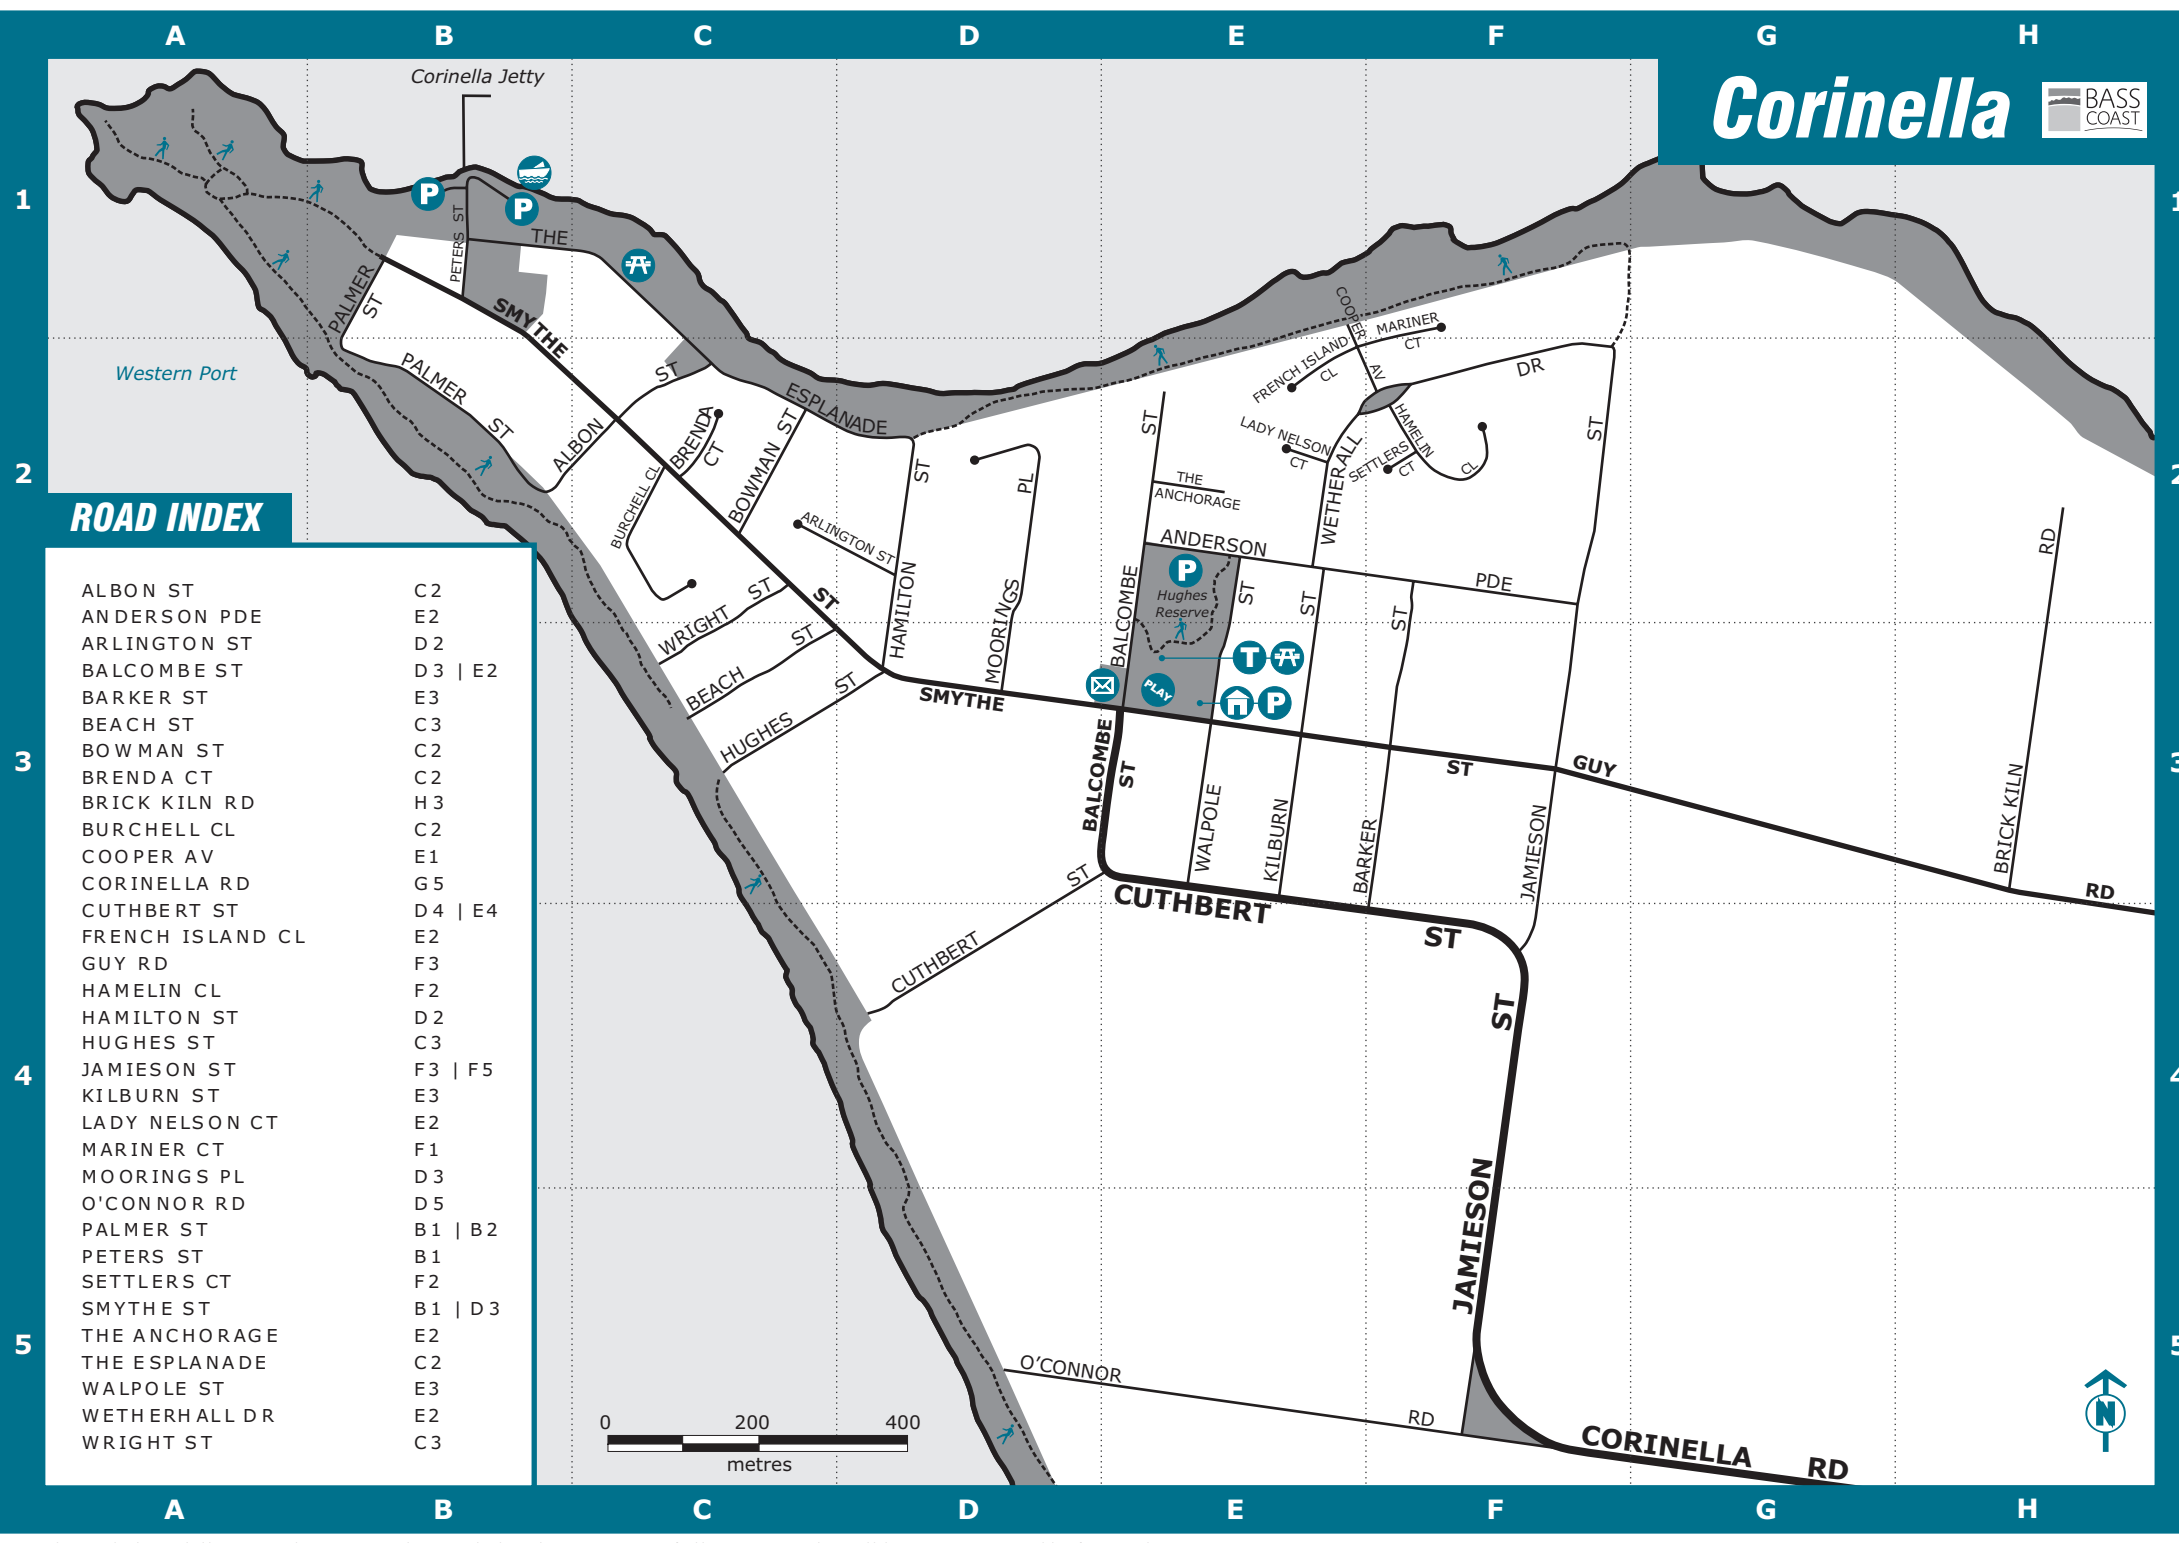 A B C D E F G H
Corinella
BASS
COAST
Corinella Jetty
1
1
P
P
PETERS ST
THE
PALMER
ST
SMYTHE
COOPER
AV
MARINER
CT
FRENCH ISLAND
CL
Western Port
PALMER
ST
ALBON
ST
BRENDA
CT
BOWMAN ST
ESPLANADE
ST
DR
ST
LADY NELSON
CT
HAMELIN
CL
SETTLERS
CT
WETHERALL
2
2
BURCHELL CL
ARLINGTON ST
ST
PL
THE
ANCHORAGE
ANDERSON
PDE
RD
P
Hughes
Reserve
BALCOMBE
ST
ST
ST
HAMILTON
MOORINGS
WRIGHT ST
ST
BEACH ST
HUGHES ST
T
PLAY
P
SMYTHE
ST
GUY
3
3
BALCOMBE
ST
WALPOLE
KILBURN
BARKER
JAMIESON
BRICK KILN
RD
ST
CUTHBERT
CUTHBERT
ST
ST
4
4
JAMIESON
5
5
O'CONNOR
RD
CORINELLA RD
N
0 200 400
metres
ROAD INDEX
ALBON ST C2
ANDERSON PDE E2
ARLINGTON ST D2
BALCOMBE ST D3 | E2
BARKER ST E3
BEACH ST C3
BOWMAN ST C2
BRENDA CT C2
BRICK KILN RD H3
BURCHELL CL C2
COOPER AV E1
CORINELLA RD G5
CUTHBERT ST D4 | E4
FRENCH ISLAND CL E2
GUY RD F3
HAMELIN CL F2
HAMILTON ST D2
HUGHES ST C3
JAMIESON ST F3 | F5
KILBURN ST E3
LADY NELSON CT E2
MARINER CT F1
MOORINGS PL D3
O'CONNOR RD D5
PALMER ST B1 | B2
PETERS ST B1
SETTLERS CT F2
SMYTHE ST B1 | D3
THE ANCHORAGE E2
THE ESPLANADE C2
WALPOLE ST E3
WETHERHALL DR E2
WRIGHT ST C3
A B C D E F G H